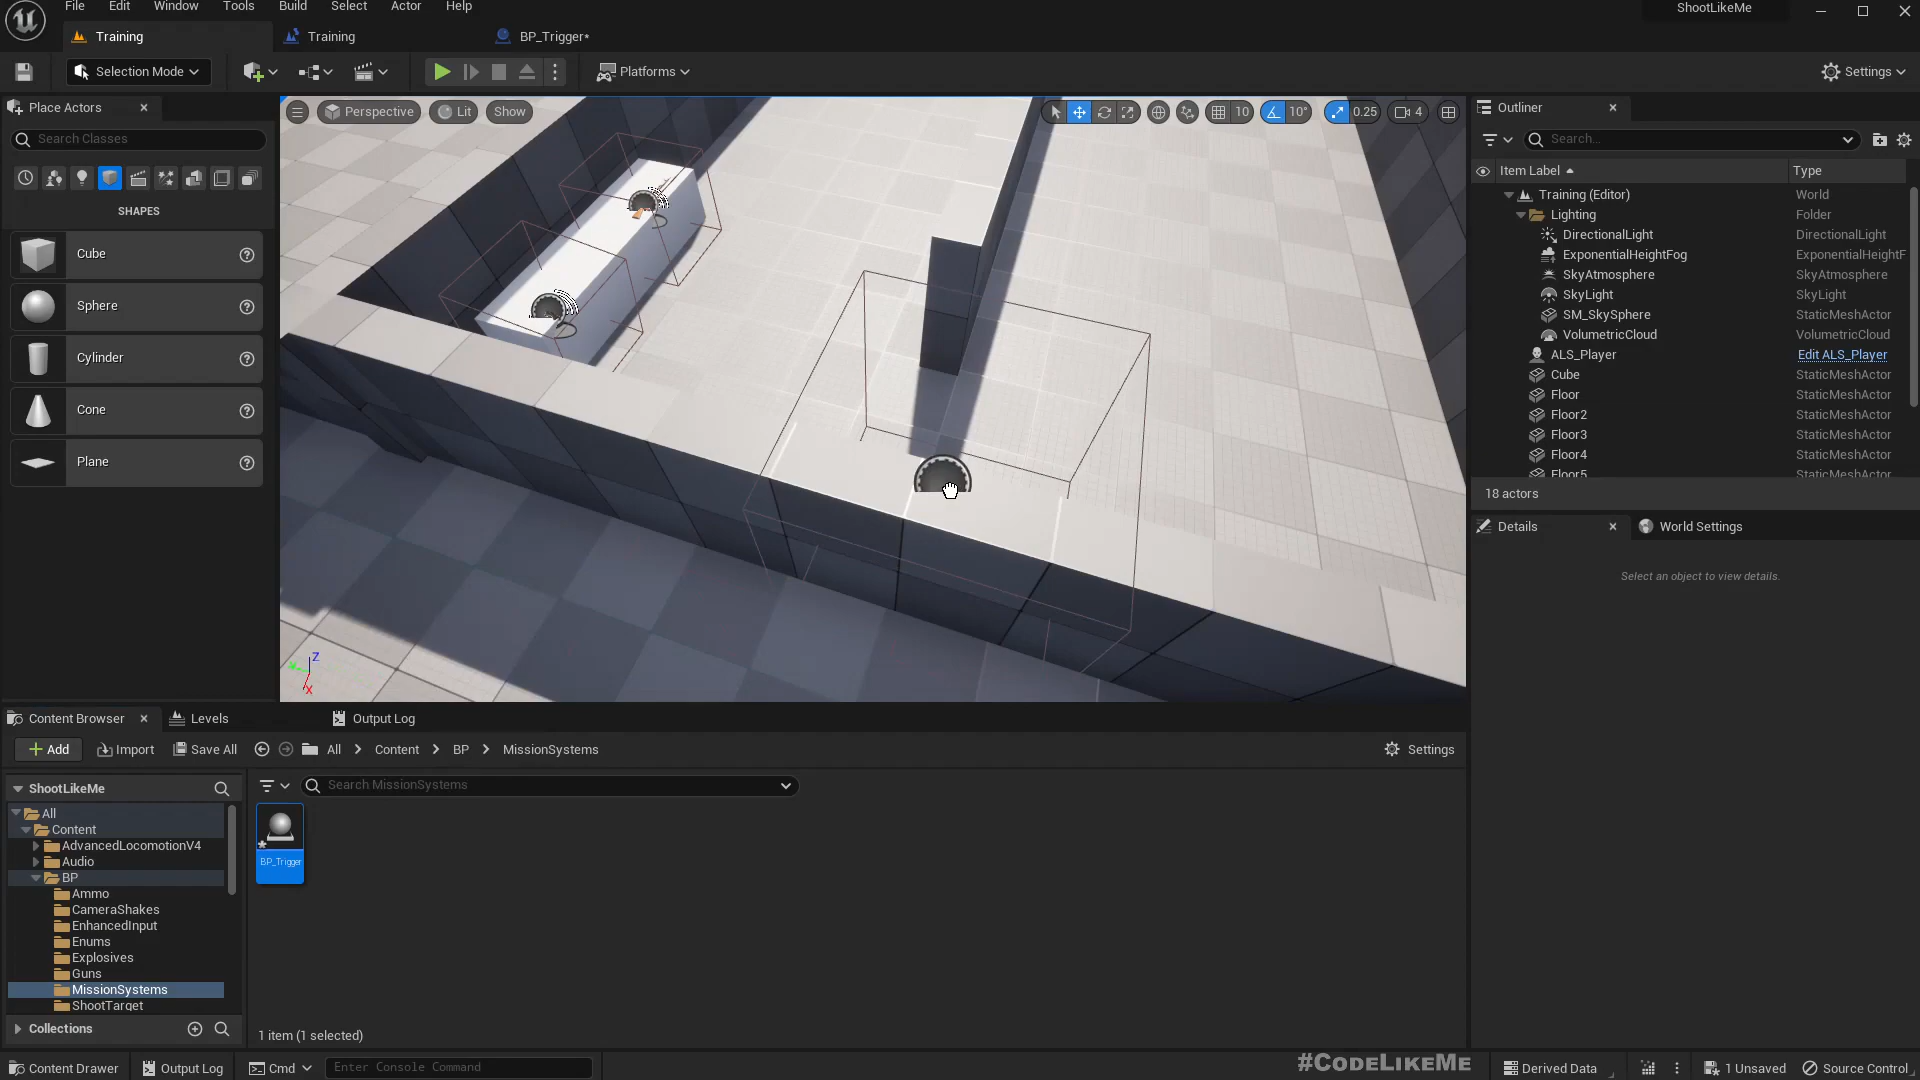 File Edit Window Tools Build Select Actor Help ShootLikeMe
Training Training BP_Trigger*
Selection Mode Platforms Settings
Place Actors
Search Classes
SHAPES
Cube
Sphere
Cylinder
Cone
Plane
Perspective Lit Show 10 10° 0.25 4
Z
X
Outliner
Search...
Item Label Type
Training (Editor) World
Lighting Folder
DirectionalLight DirectionalLight
ExponentialHeightFog ExponentialHeightF
SkyAtmosphere SkyAtmosphere
SkyLight SkyLight
SM_SkySphere StaticMeshActor
VolumetricCloud VolumetricCloud
ALS_Player Edit ALS_Player
Cube StaticMeshActor
Floor StaticMeshActor
Floor2 StaticMeshActor
Floor3 StaticMeshActor
Floor4 StaticMeshActor
Floor5 StaticMeshActor
18 actors
Details World Settings
Select an object to view details.
Content Browser Levels Output Log
Add Import Save All All Content BP MissionSystems Settings
ShootLikeMe
All
Content
AdvancedLocomotionV4
Audio
BP
Ammo
CameraShakes
EnhancedInput
Enums
Explosives
Guns
MissionSystems
ShootTarget
Collections
Search MissionSystems
BP_Trigger
1 item (1 selected)
Content Drawer Output Log Cmd Enter Console Command #CODELIKEME Derived Data 1 Unsaved Source Control